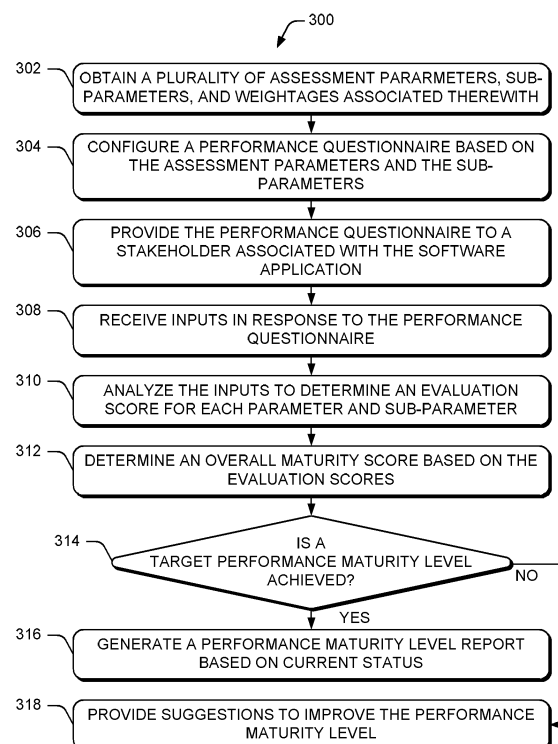 300
302
OBTAIN A PLURALITY OF ASSESSMENT PARARMETERS, SUB-
PARAMETERS, AND WEIGHTAGES ASSOCIATED THEREWITH
304
CONFIGURE A PERFORMANCE QUESTIONNAIRE BASED ON
THE ASSESSMENT PARAMETERS AND THE SUB-
PARAMETERS
306
PROVIDE THE PERFORMANCE QUESTIONNAIRE TO A
STAKEHOLDER ASSOCIATED WITH THE SOFTWARE
APPLICATION
308
RECEIVE INPUTS IN RESPONSE TO THE PERFORMANCE
QUESTIONNAIRE
310
ANALYZE THE INPUTS TO DETERMINE AN EVALUATION
SCORE FOR EACH PARAMETER AND SUB-PARAMETER
312
DETERMINE AN OVERALL MATURITY SCORE BASED ON THE
EVALUATION SCORES
314
IS A
TARGET PERFORMANCE MATURITY LEVEL
ACHIEVED?
NO
YES
316
GENERATE A PERFORMANCE MATURITY LEVEL REPORT
BASED ON CURRENT STATUS
318
PROVIDE SUGGESTIONS TO IMPROVE THE PERFORMANCE
MATURITY LEVEL